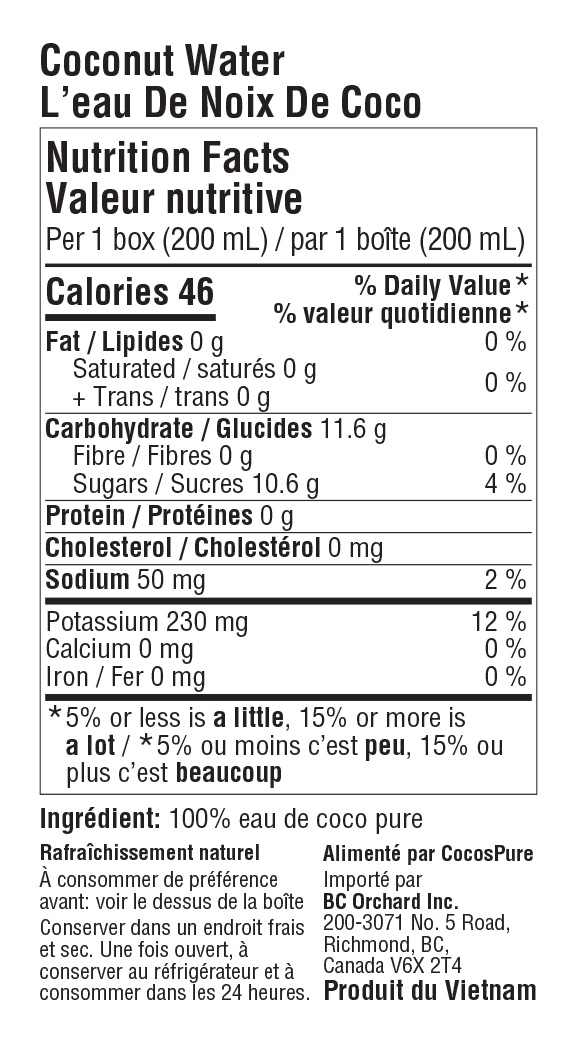 Coconut Water
L'eau De Noix De Coco
Nutrition Facts
Valeur nutritive
Per 1 box (200 mL) / par 1 boîte (200 mL)
Calories 46
% Daily Value*
% valeur quotidienne*
Fat / Lipides 0 g 0 %
Saturated / saturés 0 g
+ Trans / trans 0 g 0 %
Carbohydrate / Glucides 11.6 g
Fibre / Fibres 0 g 0 %
Sugars / Sucres 10.6 g 4 %
Protein / Protéines 0 g
Cholesterol / Cholestérol 0 mg
Sodium 50 mg 2 %
Potassium 230 mg 12 %
Calcium 0 mg 0 %
Iron / Fer 0 mg 0 %
*5% or less is a little, 15% or more is
a lot / *5% ou moins c'est peu, 15% ou
plus c'est beaucoup
Ingrédient: 100% eau de coco pure
Rafraîchissement naturel
À consommer de préférence
avant: voir le dessus de la boîte
Conserver dans un endroit frais
et sec. Une fois ouvert, à
conserver au réfrigérateur et à
consommer dans les 24 heures.
Alimenté par CocosPure
Importé par
BC Orchard Inc.
200-3071 No. 5 Road,
Richmond, BC,
Canada V6X 2T4
Produit du Vietnam